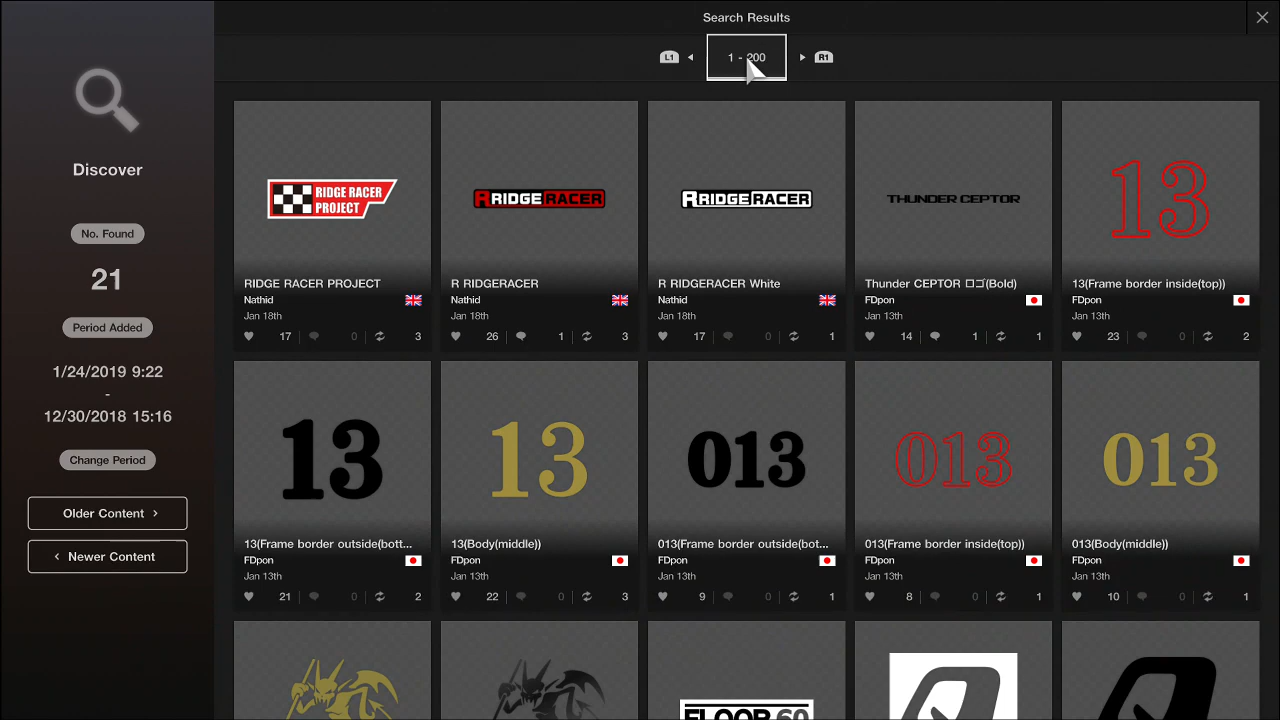 Search Results
L1
1 - 200
R1
Discover
No. Found
21
Period Added
1/24/2019 9:22
-
12/30/2018 15:16
Change Period
Older Content
Newer Content
RIDGE RACER
PROJECT
RIDGE RACER PROJECT
Nathid
Jan 18th
17 0 3
R RIDGERACER
R RIDGERACER
Nathid
Jan 18th
26 1 3
R RIDGERACER
R RIDGERACER White
Nathid
Jan 18th
17 0 1
THUNDER CEPTOR
Thunder CEPTOR ロゴ(Bold)
FDpon
Jan 13th
14 1 1
13
13(Frame border inside(top))
FDpon
Jan 13th
23 0 2
13
13(Frame border outside(bott...
FDpon
Jan 13th
21 0 2
13
13(Body(middle))
FDpon
Jan 13th
22 0 3
013
013(Frame border outside(bot...
FDpon
Jan 13th
9 0 1
013
013(Frame border inside(top))
FDpon
Jan 13th
8 0 1
013
013(Body(middle))
FDpon
Jan 13th
10 0 1
FLOOR 60